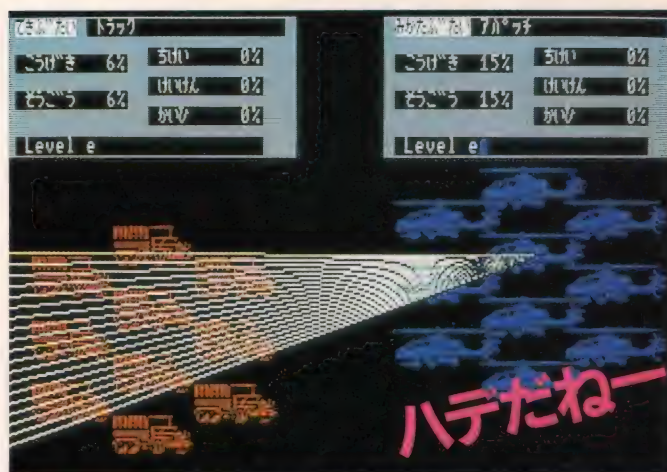 てきぶたい トラック
こうげき 6%
ちけい 0%
けいけん 0%
そうごう 6%
かいひ 0%
Level e
みかたぶたい アパッチ
こうげき 15%
ちけい 0%
けいけん 0%
そうごう 15%
かいひ 0%
Level e
ハデだねー